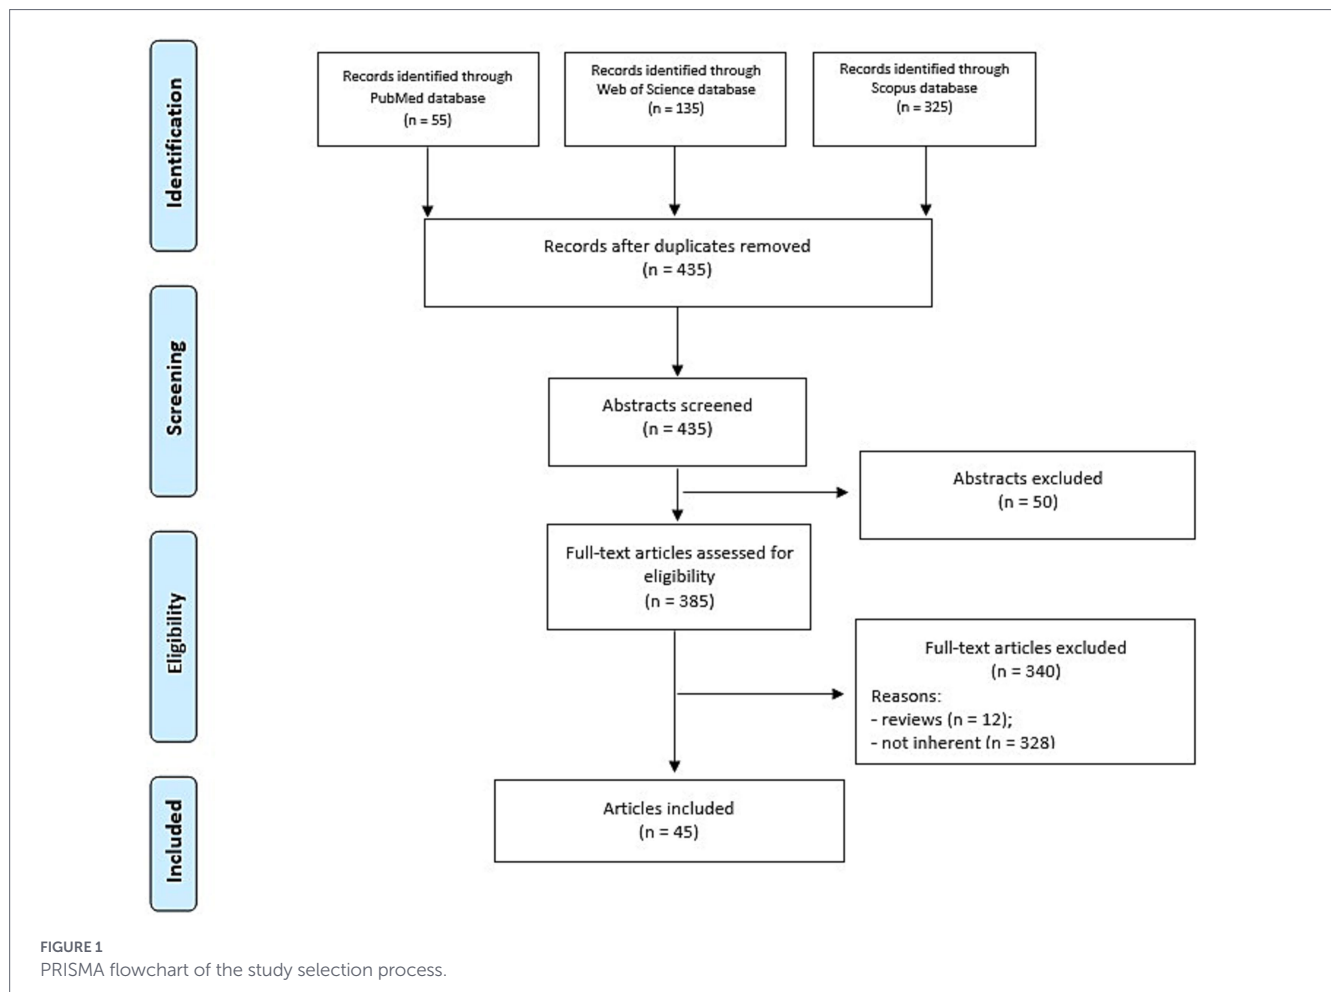 Identification
Records identified through
PubMed database
(n = 55)
Records identified through
Web of Science database
(n = 135)
Records identified through
Scopus database
(n = 325)
Records after duplicates removed
(n = 435)
Screening
Abstracts screened
(n = 435)
Abstracts excluded
(n = 50)
Eligibility
Full-text articles assessed for
eligibility
(n = 385)
Full-text articles excluded
(n = 340)
Reasons:
- reviews (n = 12);
- not inherent (n = 328)
Included
Articles included
(n = 45)
FIGURE 1
PRISMA flowchart of the study selection process.